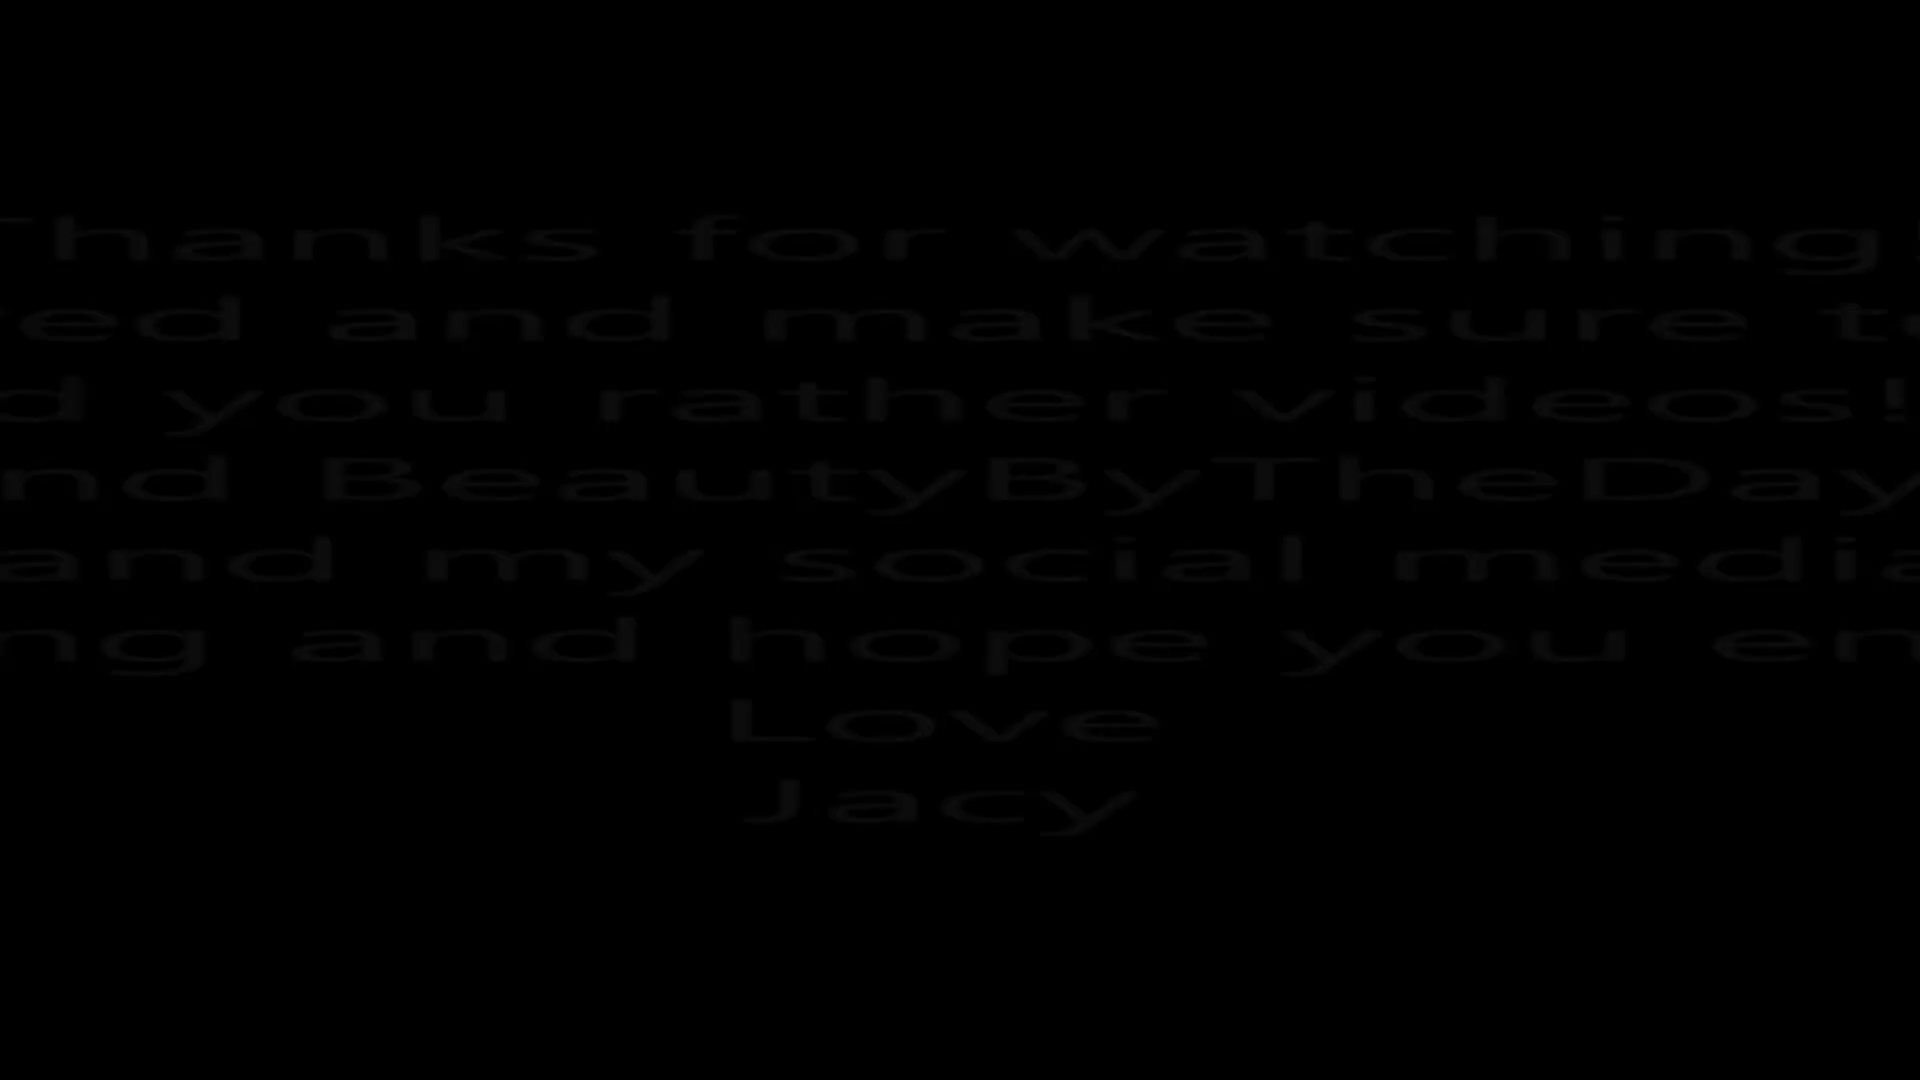 Thanks for watching
ed and make sure to
d you rather videos!
nd BeautyByTheDay
and my social media
ng and hope you en
Love
Jacy